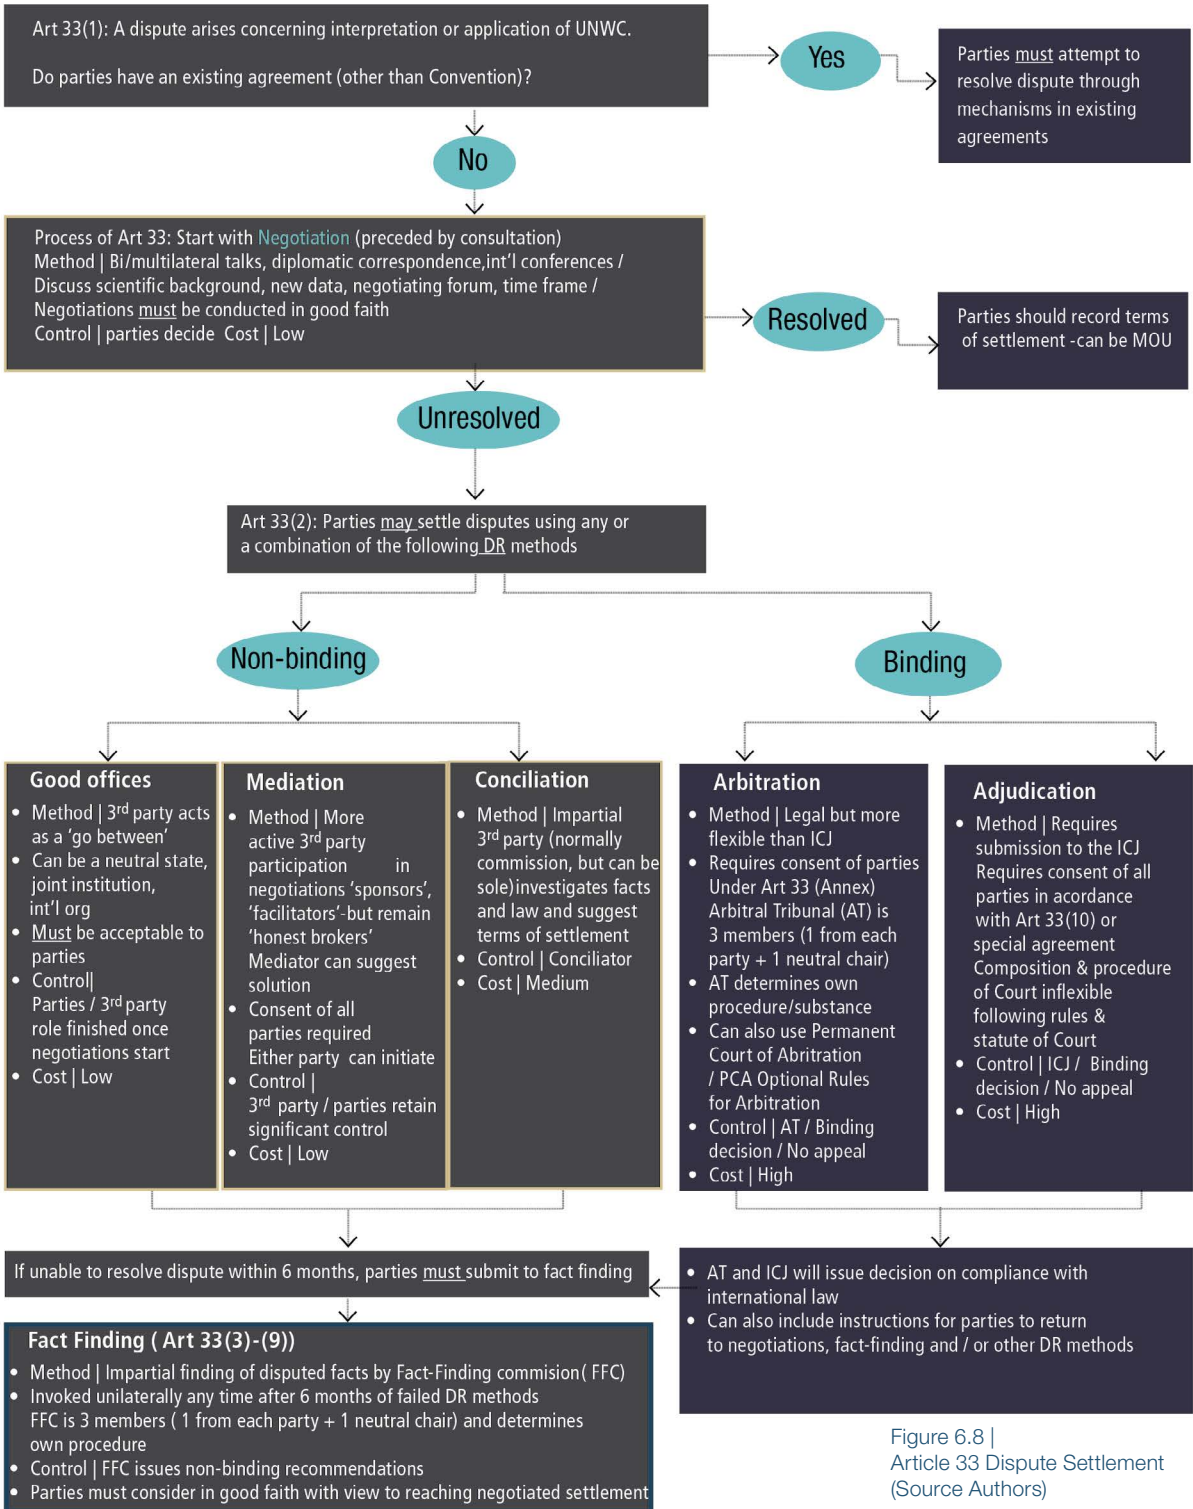 Art 33(1): A dispute arises concerning interpretation or application of UNWC.
Do parties have an existing agreement (other than Convention)?
Yes
Parties must attempt to
resolve dispute through
mechanisms in existing
agreements
No
Process of Art 33: Start with Negotiation (preceded by consultation)
Method | Bi/multilateral talks, diplomatic correspondence,int'l conferences /
Discuss scientific background, new data, negotiating forum, time frame /
Negotiations must be conducted in good faith
Control | parties decide Cost | Low
Resolved
Parties should record terms
of settlement -can be MOU
Unresolved
Art 33(2): Parties may settle disputes using any or
a combination of the following DR methods
Non-binding
Binding
Good offices
• Method | 3rd party acts
as a 'go between'
• Can be a neutral state,
joint institution,
int'l org
• Must be acceptable to
parties
• Control|
Parties / 3rd party
role finished once
negotiations start
• Cost | Low
Mediation
• Method | More
active 3rd party
participation in
negotiations 'sponsors',
'facilitators'-but remain
'honest brokers'
Mediator can suggest
solution
• Consent of all
parties required
Either party can initiate
• Control |
3rd party / parties retain
significant control
• Cost | Low
Conciliation
• Method | Impartial
3rd party (normally
commission, but can be
sole)investigates facts
and law and suggest
terms of settlement
• Control | Conciliator
• Cost | Medium
Arbitration
• Method | Legal but more
flexible than ICJ
• Requires consent of parties
Under Art 33 (Annex)
Arbitral Tribunal (AT) is
3 members (1 from each
party + 1 neutral chair)
• AT determines own
procedure/substance
• Can also use Permanent
Court of Abritration
/ PCA Optional Rules
for Arbitration
• Control | AT / Binding
decision / No appeal
• Cost | High
Adjudication
• Method | Requires
submission to the ICJ
Requires consent of all
parties in acordance
with Art 33(10) or
special agreement
Composition & procedure
of Court inflexible
following rules &
statute of Court
• Control | ICJ / Binding
decision / No appeal
• Cost | High
If unable to resolve dispute within 6 months, parties must submit to fact finding
• AT and ICJ will issue decision on compliance with
international law
• Can also include instructions for parties to return
to negotiations, fact-finding and / or other DR methods
Fact Finding ( Art 33(3)-(9))
• Method | Impartial finding of disputed facts by Fact-Finding commision( FFC)
• Invoked unilaterally any time after 6 months of failed DR methods
FFC is 3 members ( 1 from each party + 1 neutral chair) and determines
own procedure
• Control | FFC issues non-binding recommendations
• Parties must consider in good faith with view to reaching negotiated settlement
Figure 6.8 |
Article 33 Dispute Settlement
(Source Authors)